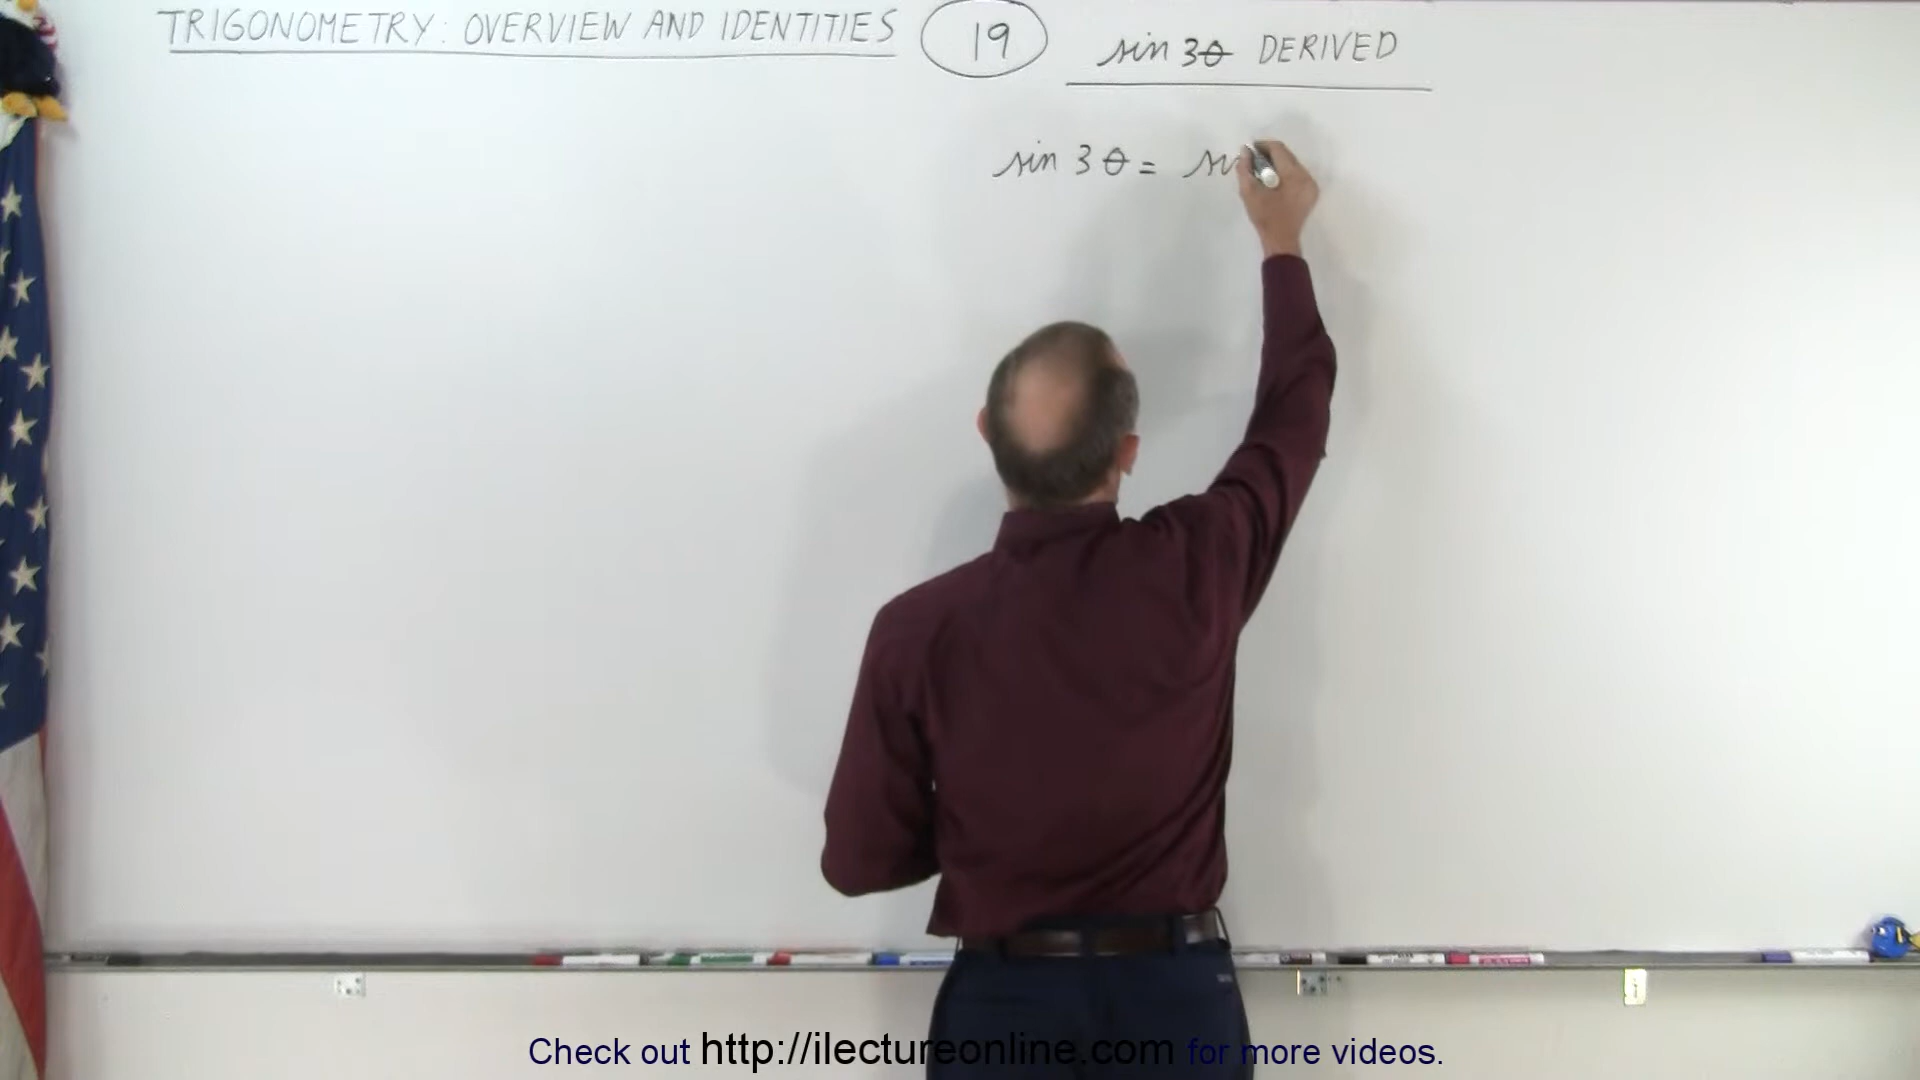 TRIGONOMETRY: OVERVIEW AND IDENTITIES 19 sin 3θ DERIVED
sin 3θ =
Check out http://ilectureonline.com for more videos.